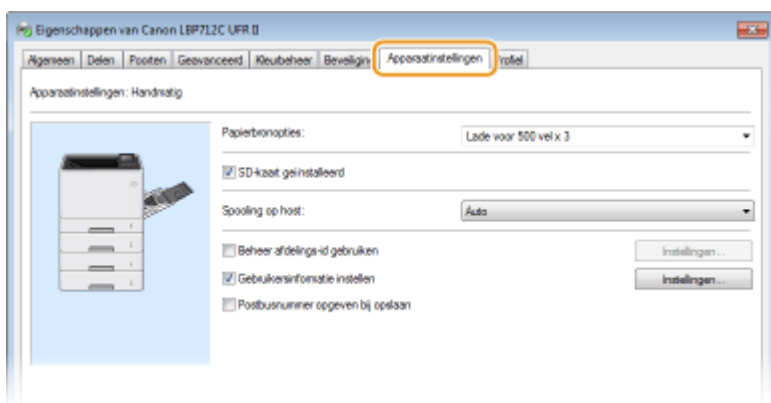 Eigenschappen van Canon LBP712C UFR II
Algemeen Delen Poorten Geavanceerd Kleurbeheer Beveiliging Apparaatinstellingen Profiel
Apparaatinstellingen: Handmatig
Papierbronopties: Lade voor 500 vel x 3
SD-kaart geïnstalleerd
Spooling op host: Auto
Beheer afdelings-id gebruiken Instellingen...
Gebruikersinformatie instellen Instellingen...
Postbusnummer opgeven bij opslaan